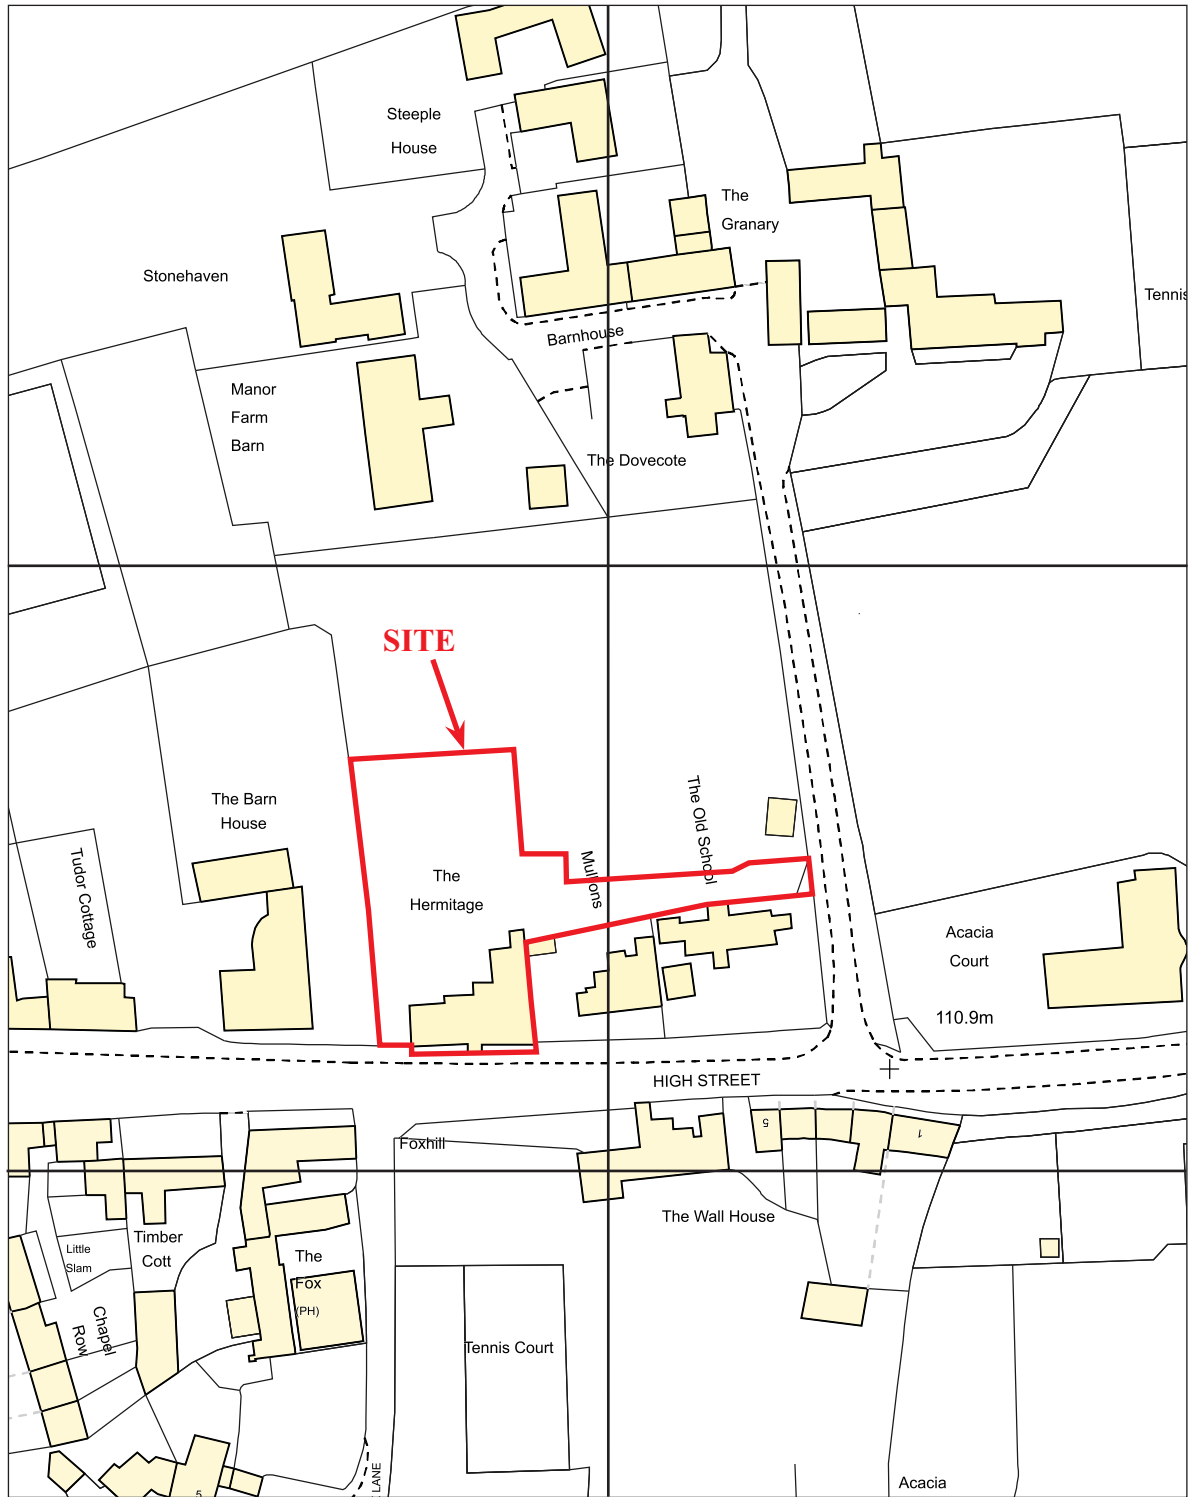 Steeple
House
The
Granary
Stonehaven
Tennis
Barnhouse
Manor
Farm
Barn
The Dovecote
SITE
The Barn
House
The Old School
Tudor Cottage
Mullions
The
Hermitage
Acacia
Court
110.9m
HIGH STREET
5
1
Foxhill
The Wall House
Timber
Cott
Little
Slam
The
Fox
(PH)
Chapel
Row
Tennis Court
LANE
Acacia
5